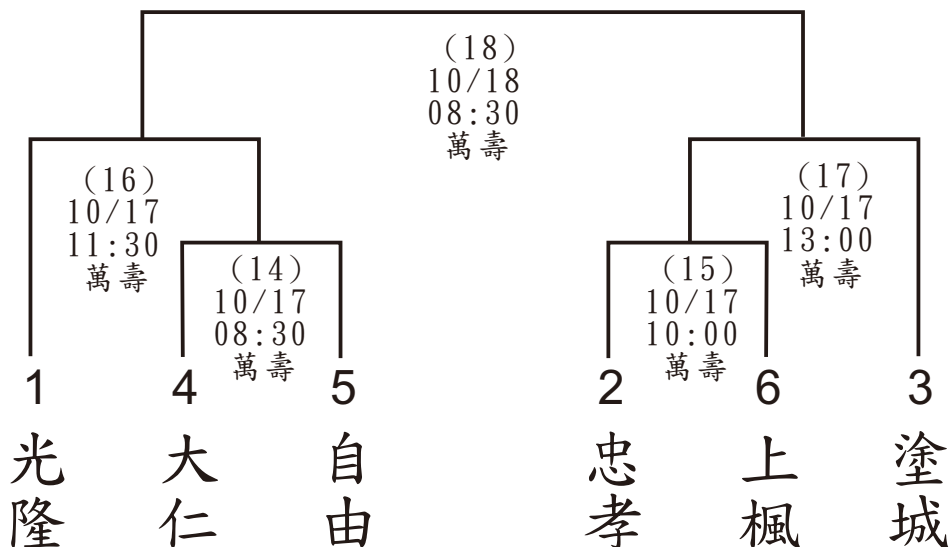 (18)
10/18
08:30
萬壽
(16)
10/17
11:30
萬壽
(17)
10/17
13:00
萬壽
(14)
10/17
08:30
萬壽
(15)
10/17
10:00
萬壽
1
4
5
2
6
3
光隆
大仁
自由
忠孝
上楓
塗城